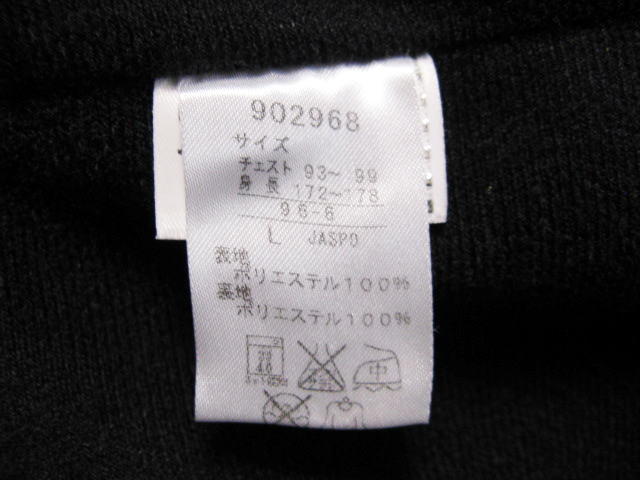 902968
サイズ
チェスト 93～ 99
身 長 172～178
96-6
L JASPO
表地
ポリエステル100%
裏地
ポリエステル100%
40
中